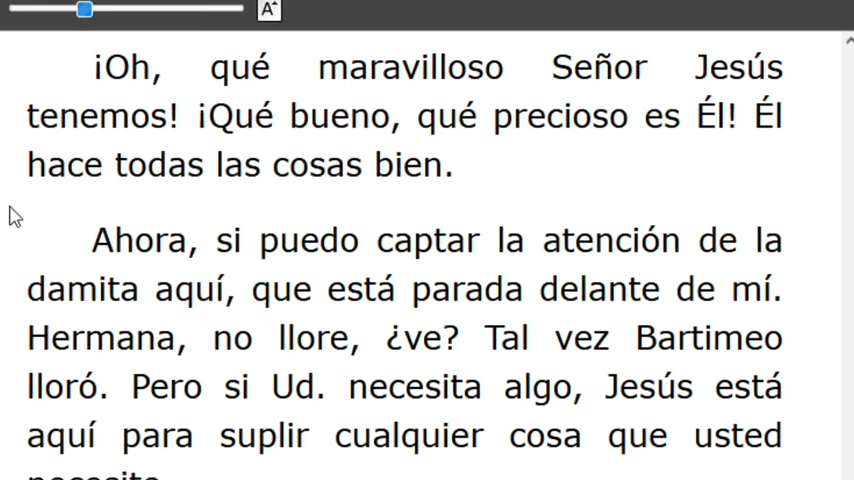 A
¡Oh, qué maravilloso Señor Jesús
tenemos! ¡Qué bueno, qué precioso es Él! Él
hace todas las cosas bien.
Ahora, si puedo captar la atención de la
damita aquí, que está parada delante de mí.
Hermana, no llore, ¿ve? Tal vez Bartimeo
lloró. Pero si Ud. necesita algo, Jesús está
aquí para suplir cualquier cosa que usted